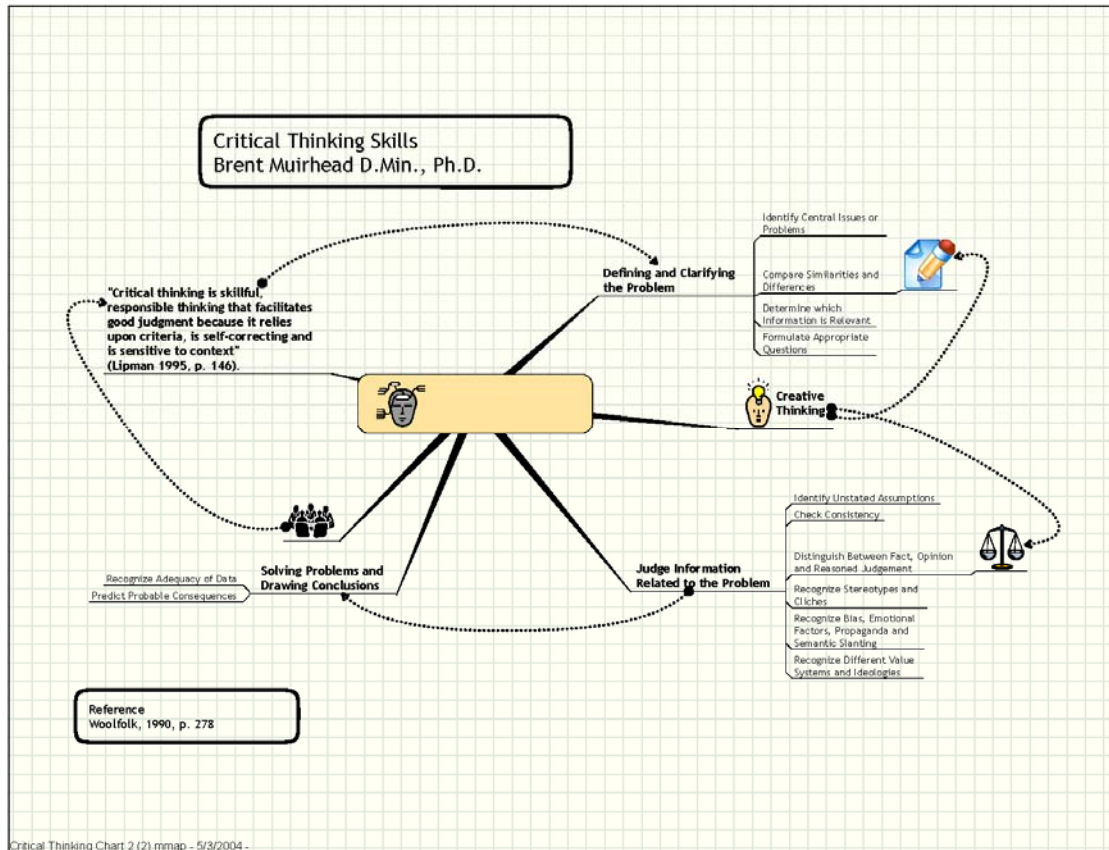 Critical Thinking Skills
Brent Muirhead D.Min., Ph.D.
"Critical thinking is skillful,
responsible thinking that facilitates
good judgment because it relies
upon criteria, is self-correcting and
is sensitive to context"
(Lipman 1995, p. 146).
Defining and Clarifying
the Problem
Identify Central Issues or
Problems
Compare Similarities and
Differences
Determine which
Information is Relevant
Formulate Appropriate
Questions
Creative
Thinking
Judge Information
Related to the Problem
Identify Unstated Assumptions
Check Consistency
Distinguish Between Fact, Opinion
and Reasoned Judgement
Recognize Stereotypes and
Cliches
Recognize Bias, Emotional
Factors, Propaganda and
Semantic Slanting
Recognize Different Value
Systems and Ideologies
Solving Problems and
Drawing Conclusions
Recognize Adequacy of Data
Predict Probable Consequences
Reference
Woolfolk, 1990, p. 278
Critical Thinking Chart 2 (2).mmap - 5/3/2004 -